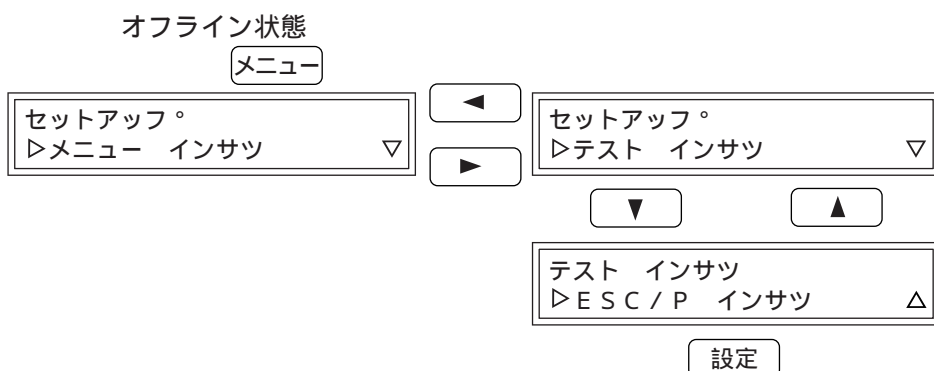 オフライン状態
メニュー
セットアップ
▷メニュー インサツ ▽
◀
▶
セットアップ
▷テスト インサツ ▽
▼ ▲
テスト インサツ
▷ESC/P インサツ △
設定